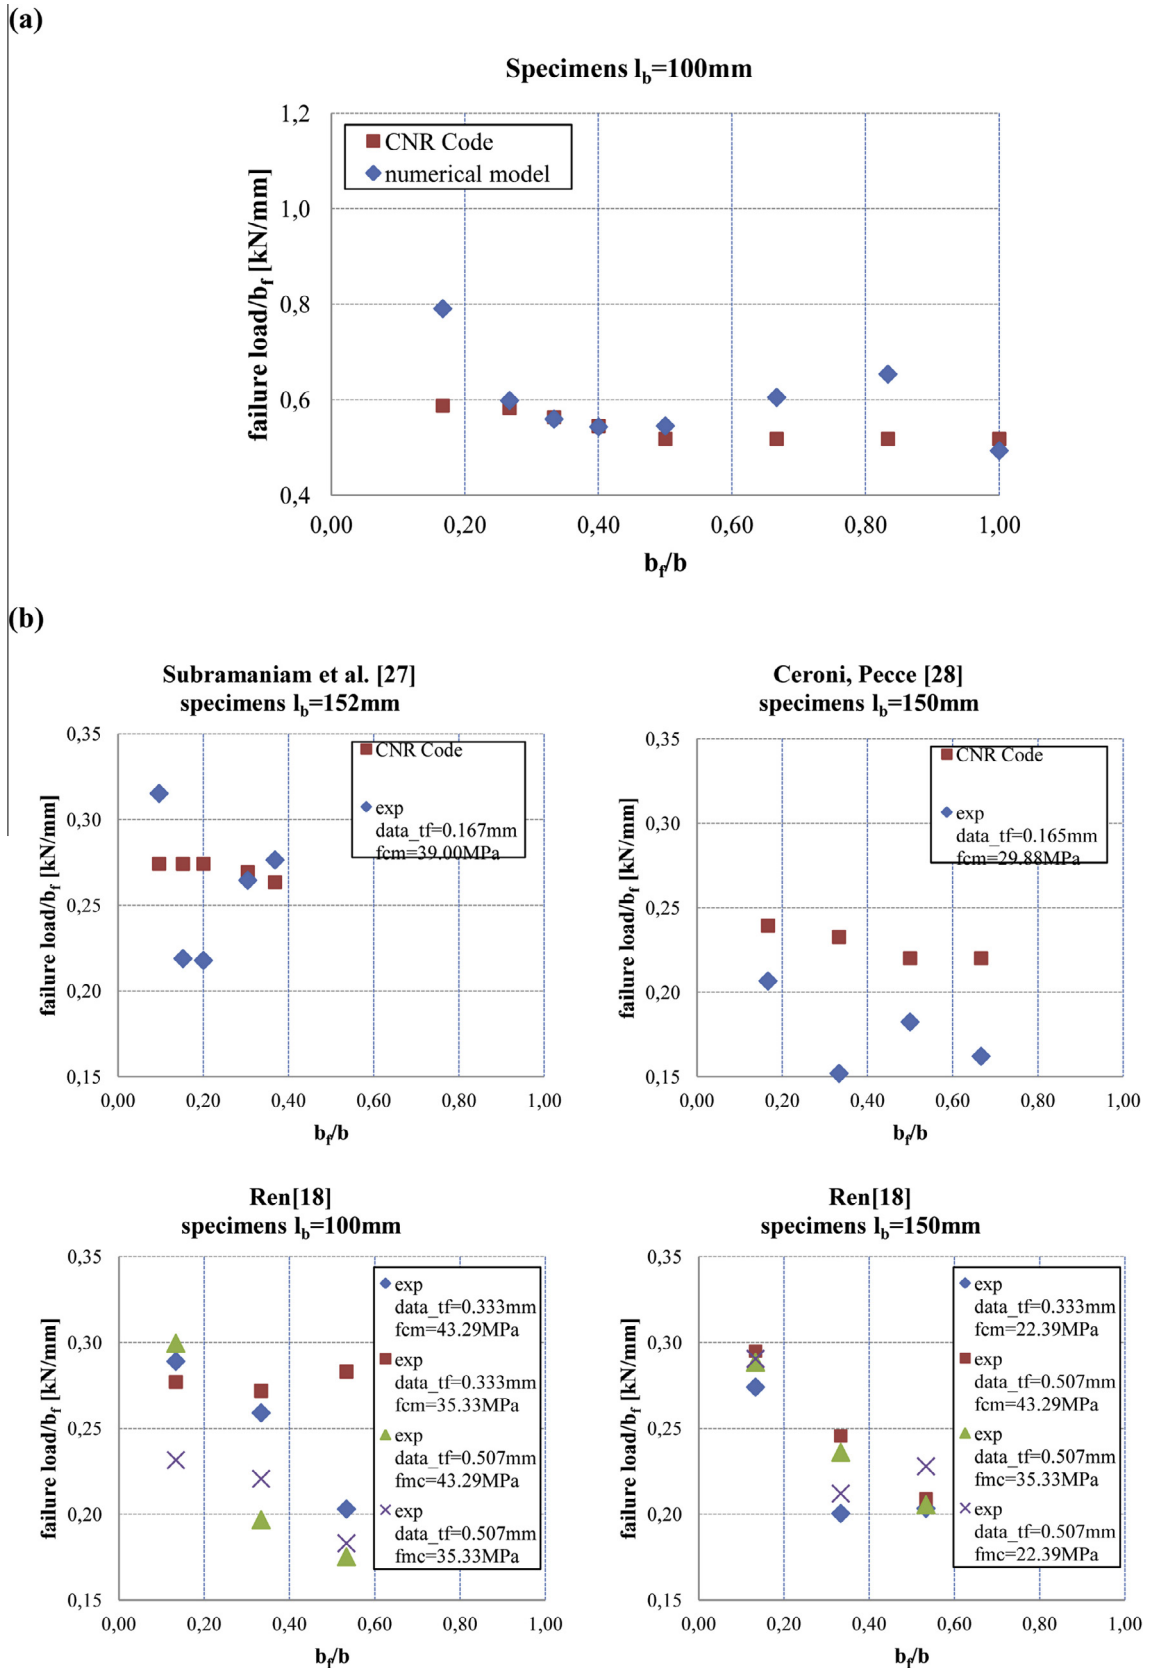 (a)
Specimens lb=100mm
failure load/bf [kN/mm]
1,2
1,0
0,8
0,6
0,4
CNR Code
numerical model
0,00 0,20 0,40 0,60 0,80 1,00
bf/b
(b)
Subramaniam et al. [27]
specimens lb=152mm
failure load/bf [kN/mm]
0,35
0,30
0,25
0,20
0,15
CNR Code
exp
data_tf=0.167mm
fcm=39.00MPa
0,00 0,20 0,40 0,60 0,80 1,00
bf/b
Ceroni, Pecce [28]
specimens lb=150mm
failure load/bf [kN/mm]
0,35
0,30
0,25
0,20
0,15
CNR Code
exp
data_tf=0.165mm
fcm=29.88MPa
0,00 0,20 0,40 0,60 0,80 1,00
bf/b
Ren[18]
specimens lb=100mm
failure load/bf [kN/mm]
0,35
0,30
0,25
0,20
0,15
exp
data_tf=0.333mm
fcm=43.29MPa
exp
data_tf=0.333mm
fcm=35.33MPa
exp
data_tf=0.507mm
fmc=43.29MPa
exp
data_tf=0.507mm
fmc=35.33MPa
0,00 0,20 0,40 0,60 0,80 1,00
bf/b
Ren[18]
specimens lb=150mm
failure load/bf [kN/mm]
0,35
0,30
0,25
0,20
0,15
exp
data_tf=0.333mm
fcm=22.39MPa
exp
data_tf=0.507mm
fcm=43.29MPa
exp
data_tf=0.507mm
fmc=35.33MPa
exp
data_tf=0.507mm
fmc=22.39MPa
0,00 0,20 0,40 0,60 0,80 1,00
bf/b